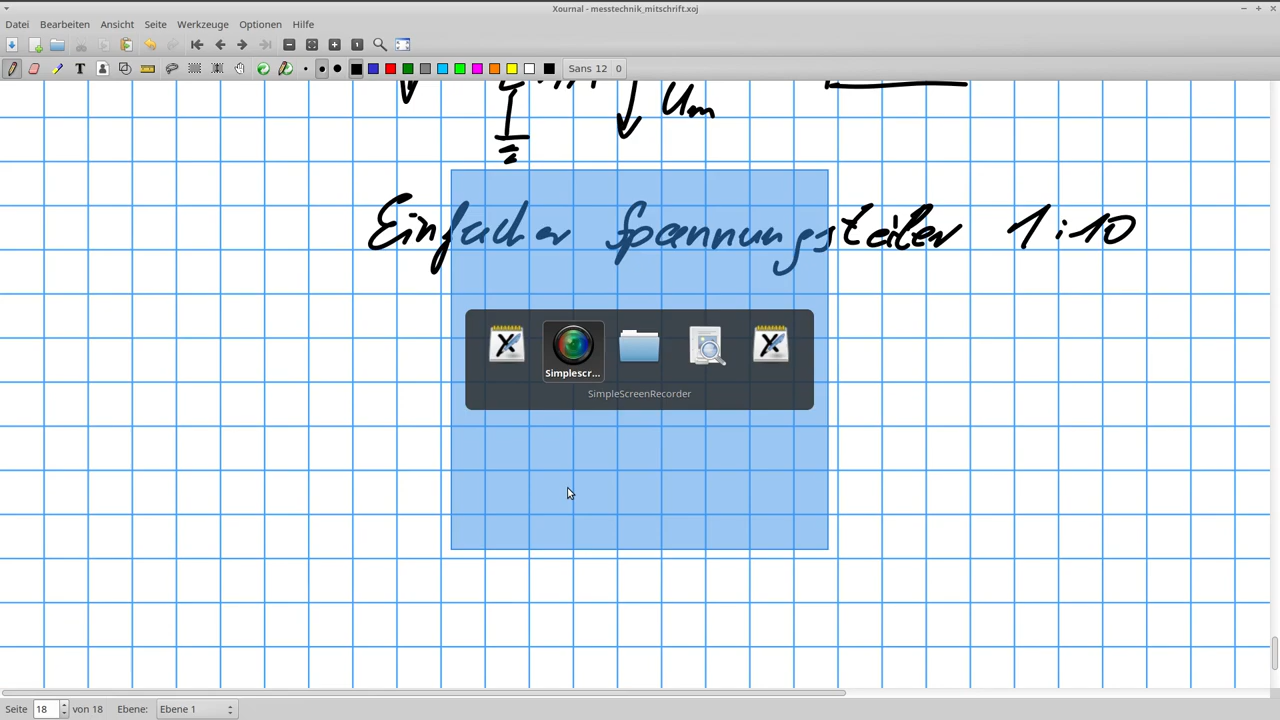 Xournal - messtechnik_mitschrift.xoj
Datei Bearbeiten Ansicht Seite Werkzeuge Optionen Hilfe
Sans 12 0
Um
Einfacher Spannungsteiler 1:10
Simplescr...
SimpleScreenRecorder
Seite 18 von 18 Ebene: Ebene 1